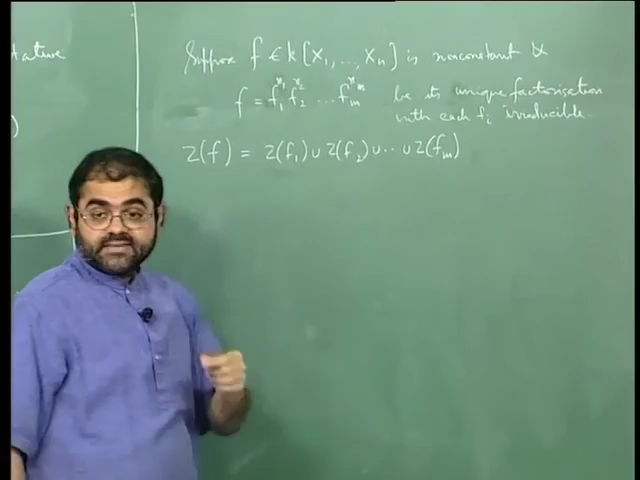 Suppose f ∈ k[X₁, ..., Xₙ] is nonconstant &
f = f₁^{r₁} f₂^{r₂} ... fₘ^{rₘ} be its unique factorisation
with each fᵢ irreducible.
Z(f) = Z(f₁) ∪ Z(f₂) ∪ ·· ∪ Z(fₘ)